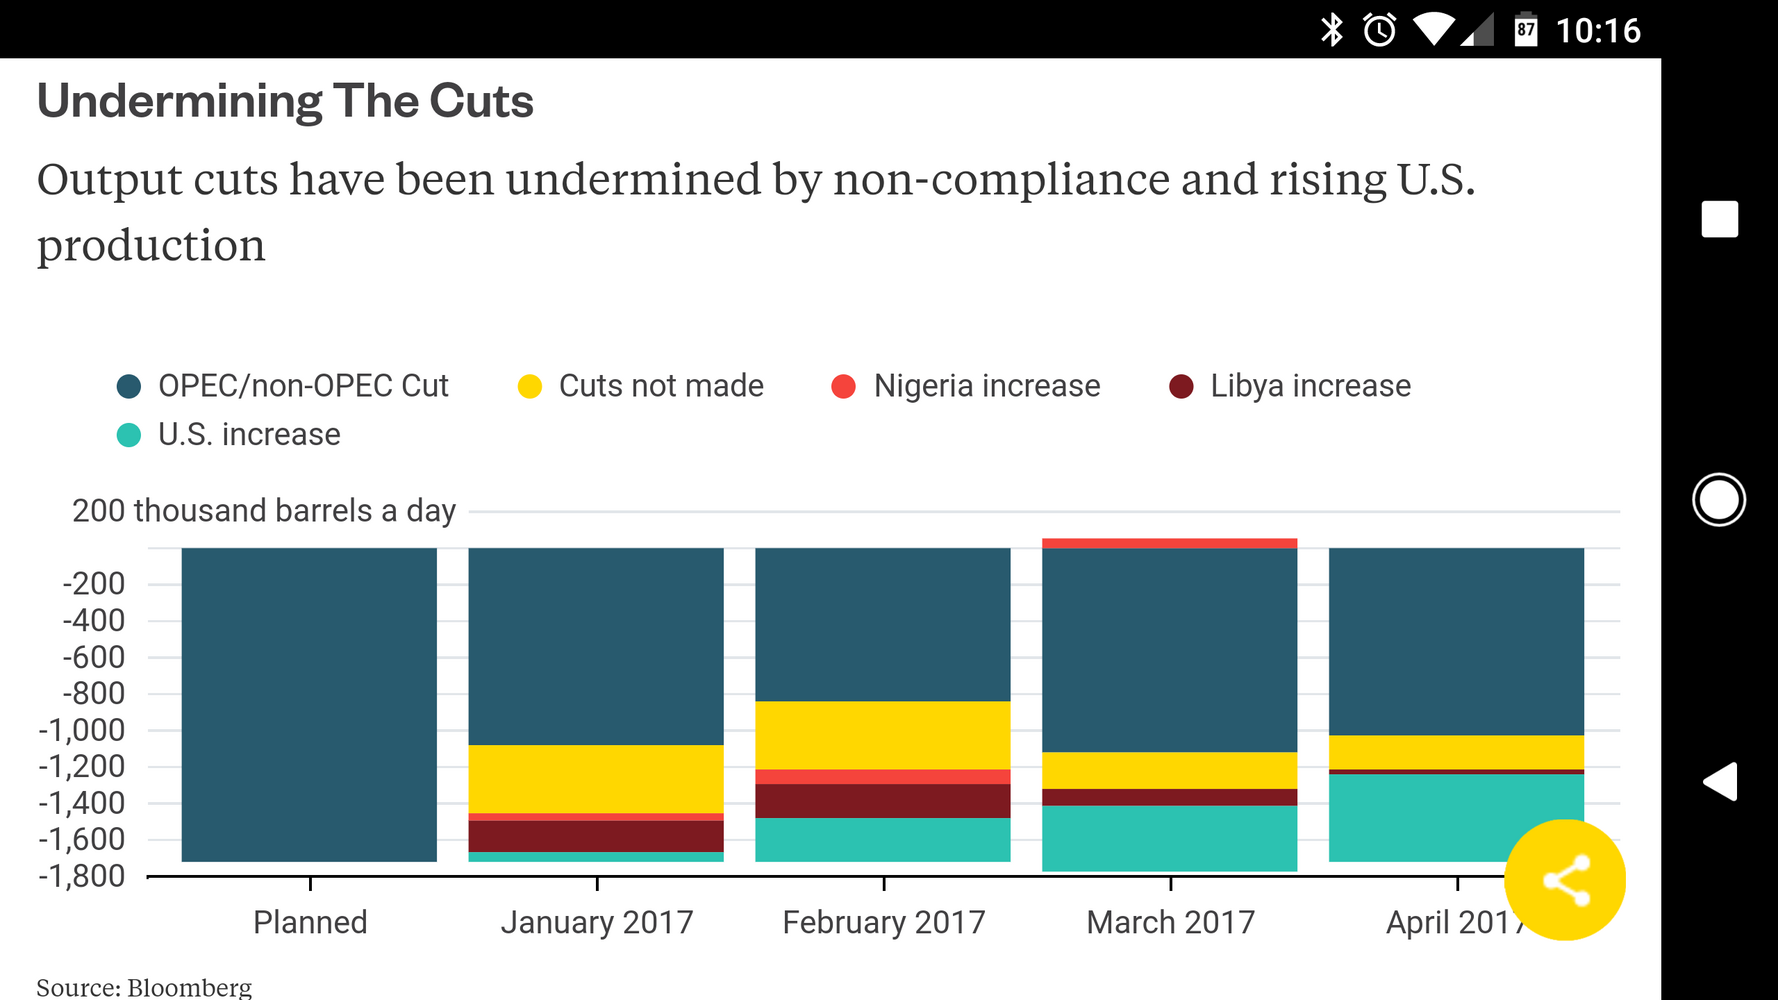 87 10:16
Undermining The Cuts
Output cuts have been undermined by non-compliance and rising U.S.
production
OPEC/non-OPEC Cut Cuts not made Nigeria increase Libya increase
U.S. increase
200 thousand barrels a day
-200
-400
-600
-800
-1,000
-1,200
-1,400
-1,600
-1,800
Planned January 2017 February 2017 March 2017 April 2017
Source: Bloomberg